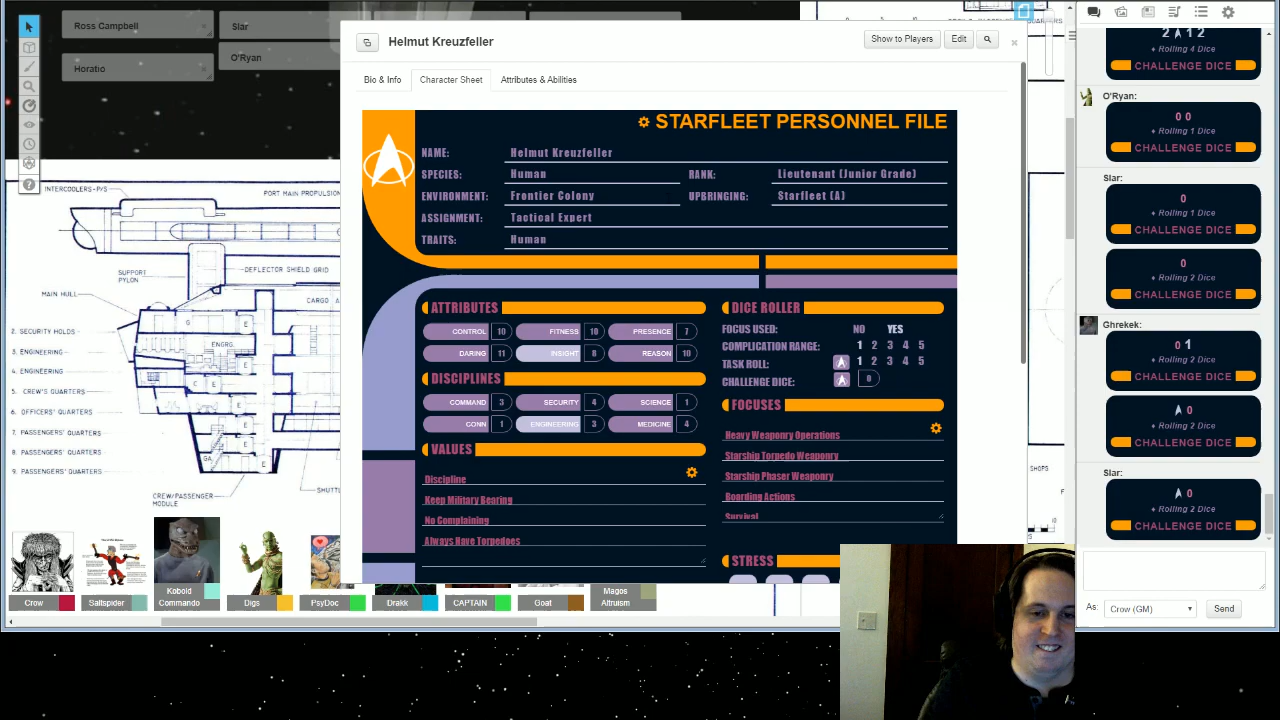 Ross Campbell
Slar
Horatio
O'Ryan
Helmut Kreuzfeller
Show to Players
Edit
Bio & Info
Character Sheet
Attributes & Abilities
STARFLEET PERSONNEL FILE
NAME: Helmut Kreuzfeller
SPECIES: Human RANK: Lieutenant (Junior Grade)
ENVIRONMENT: Frontier Colony UPBRINGING: Starfleet (A)
ASSIGNMENT: Tactical Expert
TRAITS: Human
ATTRIBUTES
CONTROL 10 FITNESS 10 PRESENCE 7
DARING 11 INSIGHT 8 REASON 10
DISCIPLINES
COMMAND 3 SECURITY 4 SCIENCE 1
CONN 1 ENGINEERING 3 MEDICINE 4
VALUES
Discipline
Keep Military Bearing
No Complaining
Always Have Torpedoes
DICE ROLLER
FOCUS USED: NO YES
COMPLICATION RANGE: 1 2 3 4 5
TASK ROLL: 1 2 3 4 5
CHALLENGE DICE: 0
FOCUSES
Heavy Weaponry Operations
Starship Torpedo Weaponry
Starship Phaser Weaponry
Boarding Actions
Survival
STRESS
INTERCOOLERS-P/S
PORT MAIN PROPULSION
SUPPORT
PYLON
DEFLECTOR SHIELD GRID
MAIN HULL
CARGO
ENGRG.
2. SECURITY HOLDS
3. ENGINEERING
4. ENGINEERING
5. CREW'S QUARTERS
6. OFFICERS' QUARTERS
7. PASSENGERS' QUARTERS
8. PASSENGERS' QUARTERS
9. PASSENGERS' QUARTERS
CREW/PASSENGER
MODULE
SHUTTL
SHOPS
Crow
Saltspider
Kobold
Commando
Digs
PsyDoc
Drakk
CAPTAIN
Goat
Magos
Altruism
2 1 2
Rolling 4 Dice
CHALLENGE DICE
O'Ryan:
0 0
Rolling 1 Dice
CHALLENGE DICE
Slar:
0
Rolling 1 Dice
CHALLENGE DICE
0
Rolling 2 Dice
CHALLENGE DICE
Ghrekek:
0 1
Rolling 2 Dice
CHALLENGE DICE
0
Rolling 2 Dice
CHALLENGE DICE
Slar:
0
Rolling 2 Dice
CHALLENGE DICE
As: Crow (GM) Send